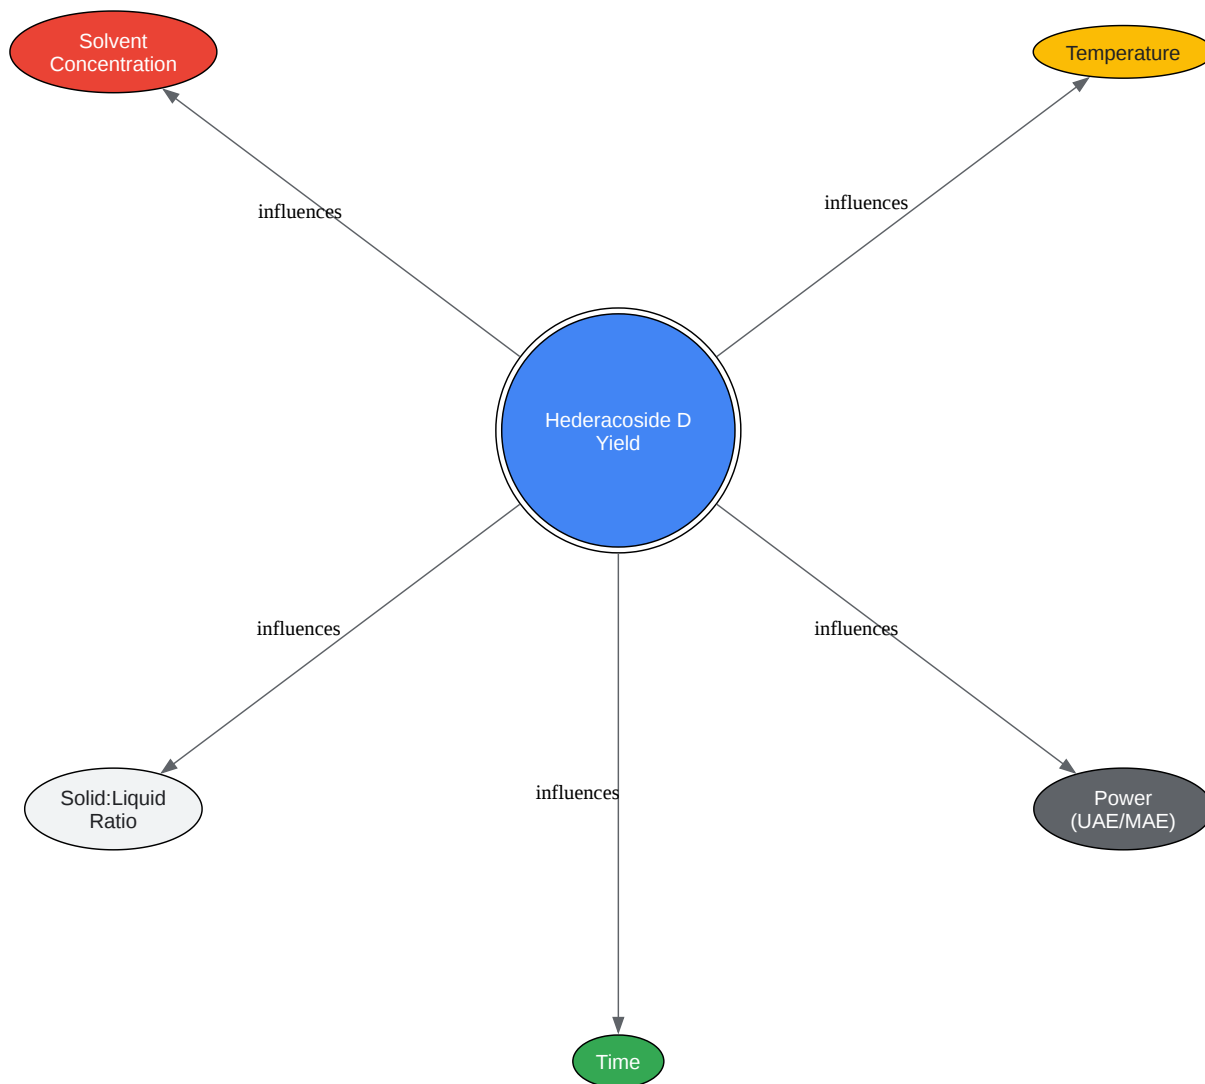 Solvent
Concentration
Temperature
influences
influences
Hederacoside D
Yield
influences
influences
Solid:Liquid
Ratio
Power
(UAE/MAE)
influences
Time